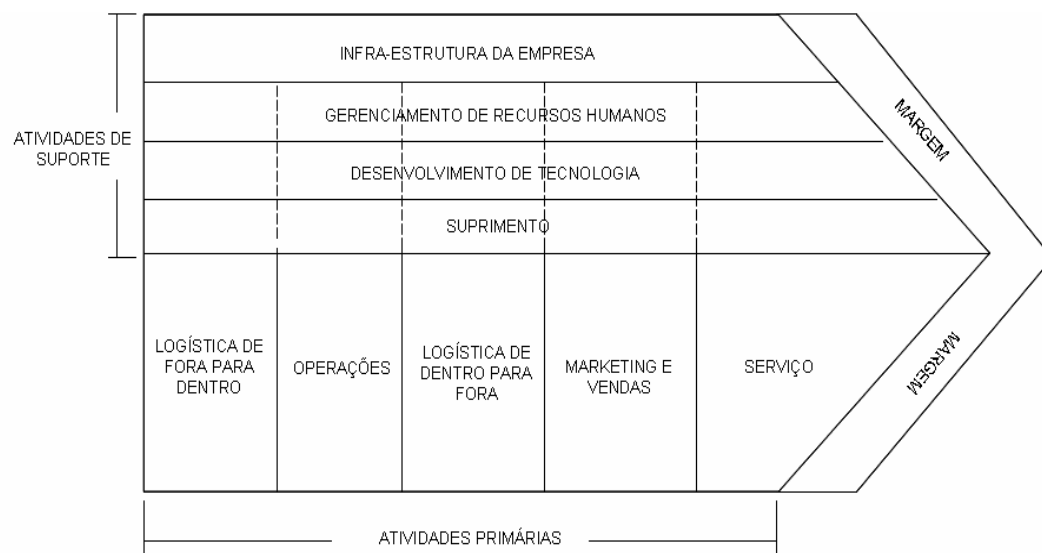 INFRA-ESTRUTURA DA EMPRESA
GERENCIAMENTO DE RECURSOS HUMANOS
ATIVIDADES DE
SUPORTE
DESENVOLVIMENTO DE TECNOLOGIA
SUPRIMENTO
MARGEM
LOGÍSTICA DE
FORA PARA
DENTRO
OPERAÇÕES
LOGÍSTICA DE
DENTRO PARA
FORA
MARKETING E
VENDAS
SERVIÇO
MARGEM
ATIVIDADES PRIMÁRIAS